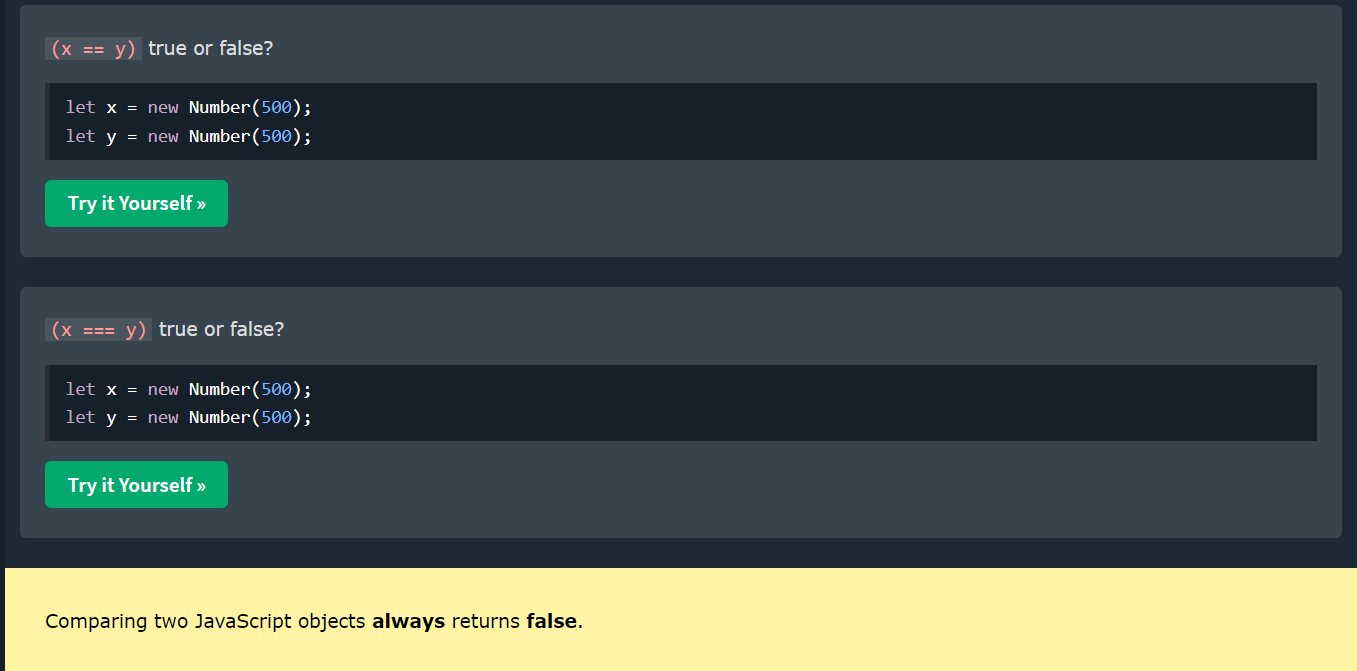 (x == y) true or false?
let x = new Number(500);
let y = new Number(500);
Try it Yourself »
(x === y) true or false?
let x = new Number(500);
let y = new Number(500);
Try it Yourself »
Comparing two JavaScript objects always returns false.